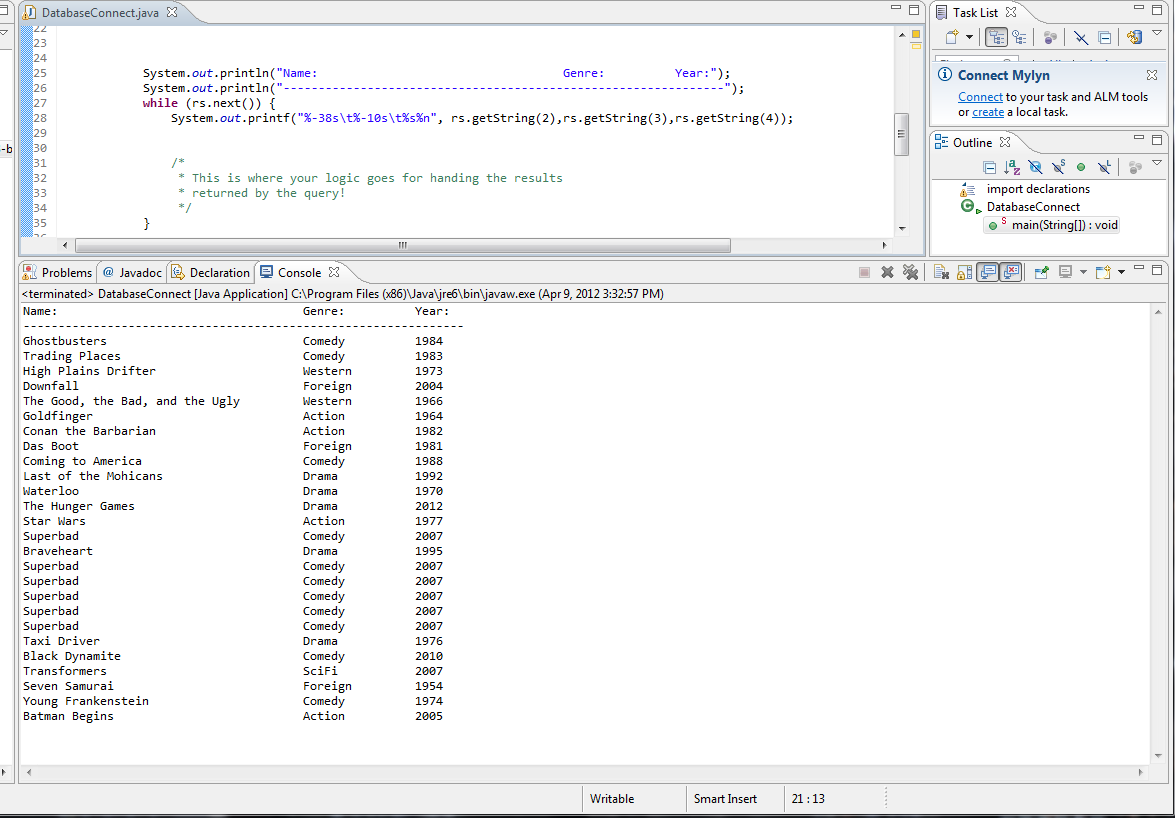 DatabaseConnect.java
22
23
24
25 System.out.println("Name: Genre: Year:");
26 System.out.println("---------------------------------------------------------------");
27 while (rs.next()) {
28 System.out.printf("%-38s\t%-10s\t%s%n", rs.getString(2),rs.getString(3),rs.getString(4));
29
30
31 /*
32 * This is where your logic goes for handing the results
33 * returned by the query!
34 */
35 }
Task List
Connect Mylyn
Connect to your task and ALM tools
or create a local task.
Outline
import declarations
DatabaseConnect
main(String[]) : void
Problems @ Javadoc Declaration Console
<terminated> DatabaseConnect [Java Application] C:\Program Files (x86)\Java\jre6\bin\javaw.exe (Apr 9, 2012 3:32:57 PM)
Name: Genre: Year:
---------------------------------------------------------------
Ghostbusters Comedy 1984
Trading Places Comedy 1983
High Plains Drifter Western 1973
Downfall Foreign 2004
The Good, the Bad, and the Ugly Western 1966
Goldfinger Action 1964
Conan the Barbarian Action 1982
Das Boot Foreign 1981
Coming to America Comedy 1988
Last of the Mohicans Drama 1992
Waterloo Drama 1970
The Hunger Games Drama 2012
Star Wars Action 1977
Superbad Comedy 2007
Braveheart Drama 1995
Superbad Comedy 2007
Superbad Comedy 2007
Superbad Comedy 2007
Superbad Comedy 2007
Superbad Comedy 2007
Taxi Driver Drama 1976
Black Dynamite Comedy 2010
Transformers SciFi 2007
Seven Samurai Foreign 1954
Young Frankenstein Comedy 1974
Batman Begins Action 2005
Writable Smart Insert 21 : 13